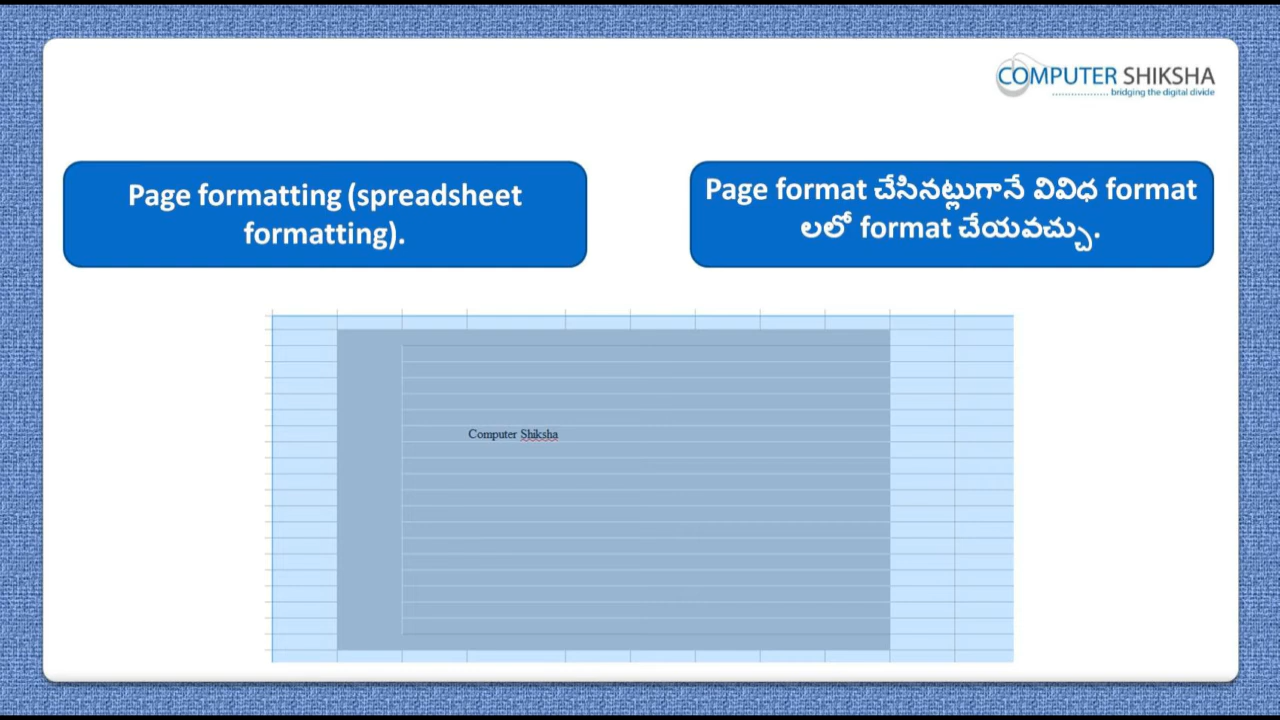 COMPUTER SHIKSHA
.................. bridging the digital divide
Page formatting (spreadsheet
formatting).
Page format చేసినట్లుగానే వివిధ format
లలో format చేయవచ్చు.
Computer Shiksha